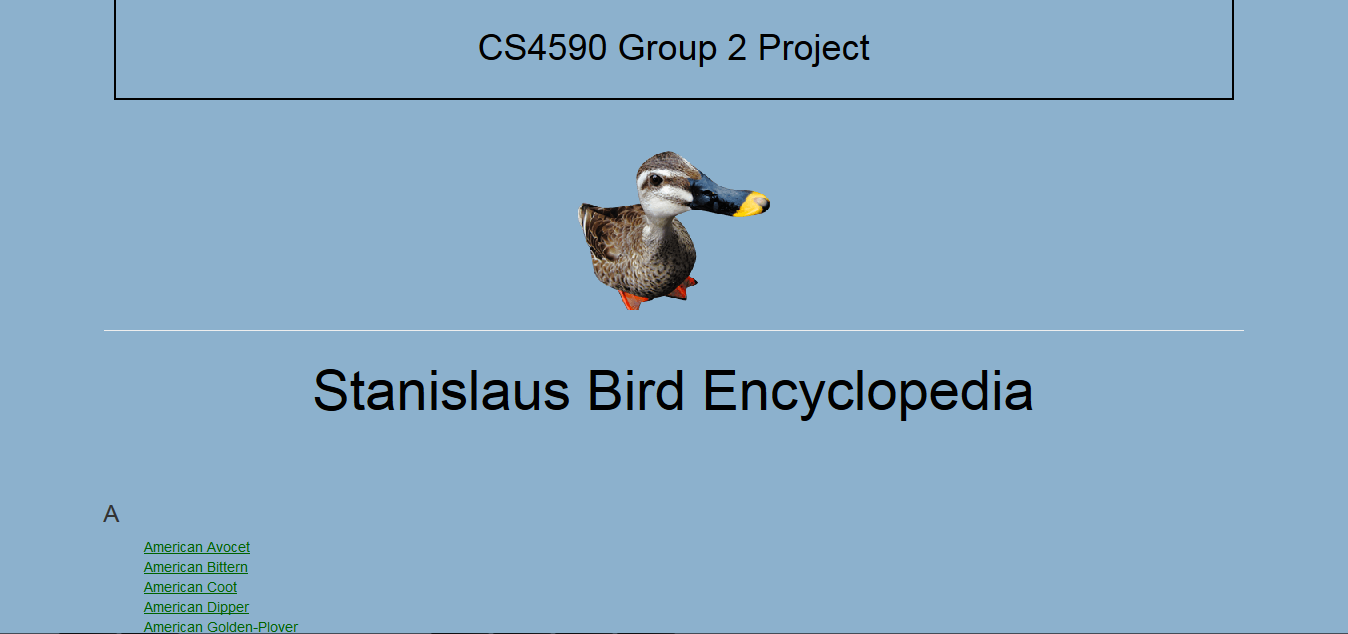 CS4590 Group 2 Project
Stanislaus Bird Encyclopedia
A
American Avocet
American Bittern
American Coot
American Dipper
American Golden-Plover